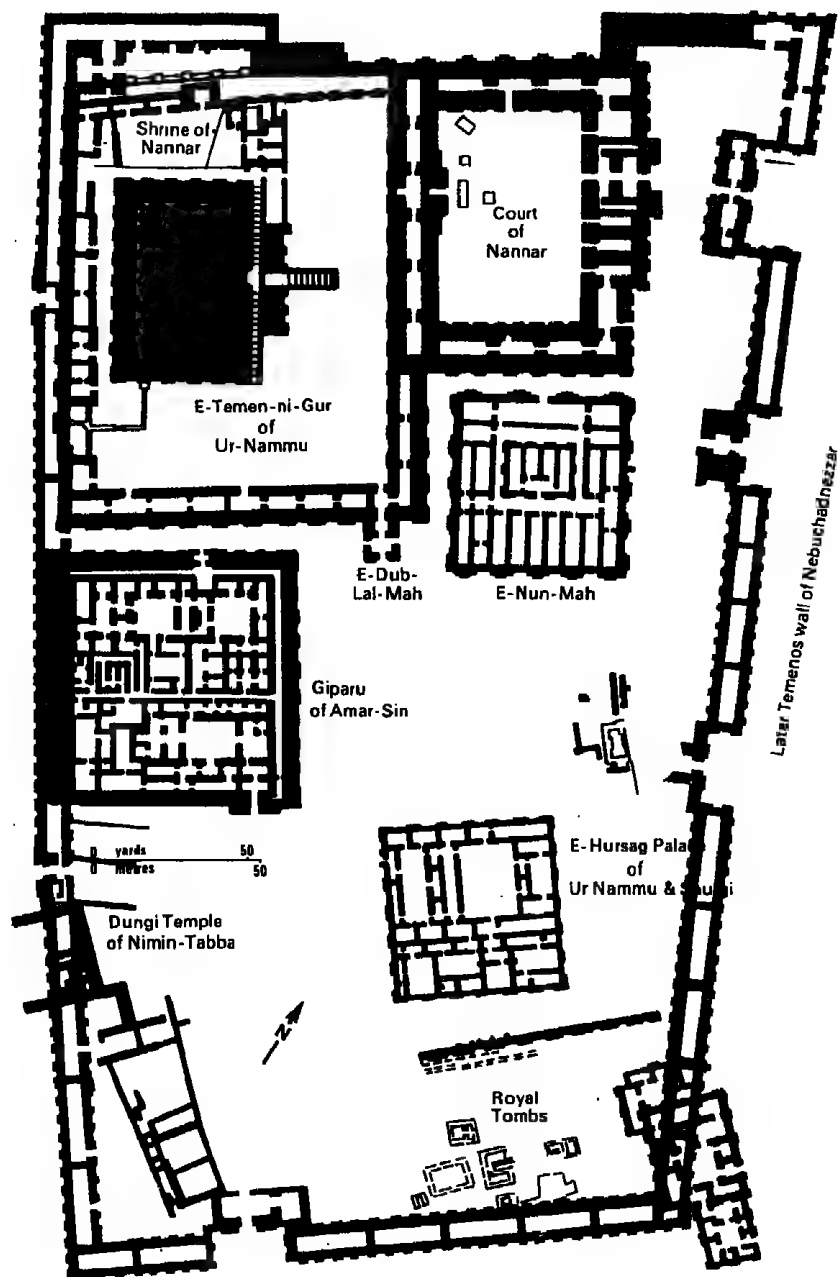 Shrine of
Nannar
Court
of
Nannar
E-Temen-ni-Gur
of
Ur-Nammu
E-Dub-
Lal-Mah
E-Nun-Mah
Later Temenos wall of Nebuchadnezzar
Giparu
of Amar-Sin
0 yards 50
0 metres 50
E-Hursag
of
Ur Nammu &
Dungi Temple
of Nimin-Tabba
N
Royal
Tombs